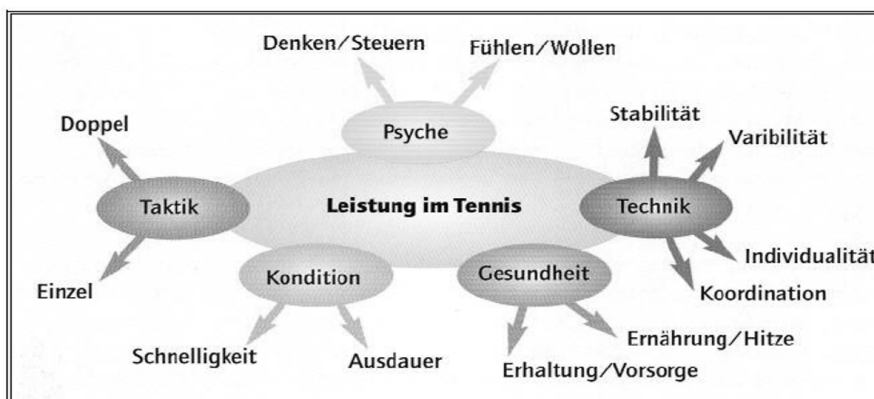 Denken/Steuern
Fühlen/Wollen
Psyche
Doppel
Stabilität
Varibilität
Taktik
Leistung im Tennis
Technik
Einzel
Kondition
Gesundheit
Individualität
Koordination
Schnelligkeit
Ausdauer
Ernährung/Hitze
Erhaltung/Vorsorge